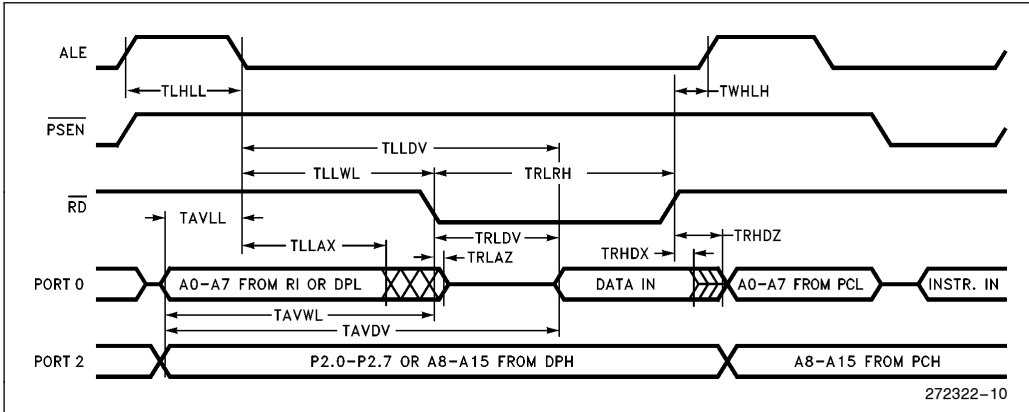 ALE
TLHLL
TWHLH
PSEN
TLLDV
TLLWL
TRLRH
RD
TAVLL
TLLAX
TRLDV
TRLAZ
TRHDX
TRHDZ
PORT 0
A0-A7 FROM RI OR DPL
DATA IN
A0-A7 FROM PCL
INSTR. IN
TAVWL
TAVDV
PORT 2
P2.0-P2.7 OR A8-A15 FROM DPH
A8-A15 FROM PCH
272322-10